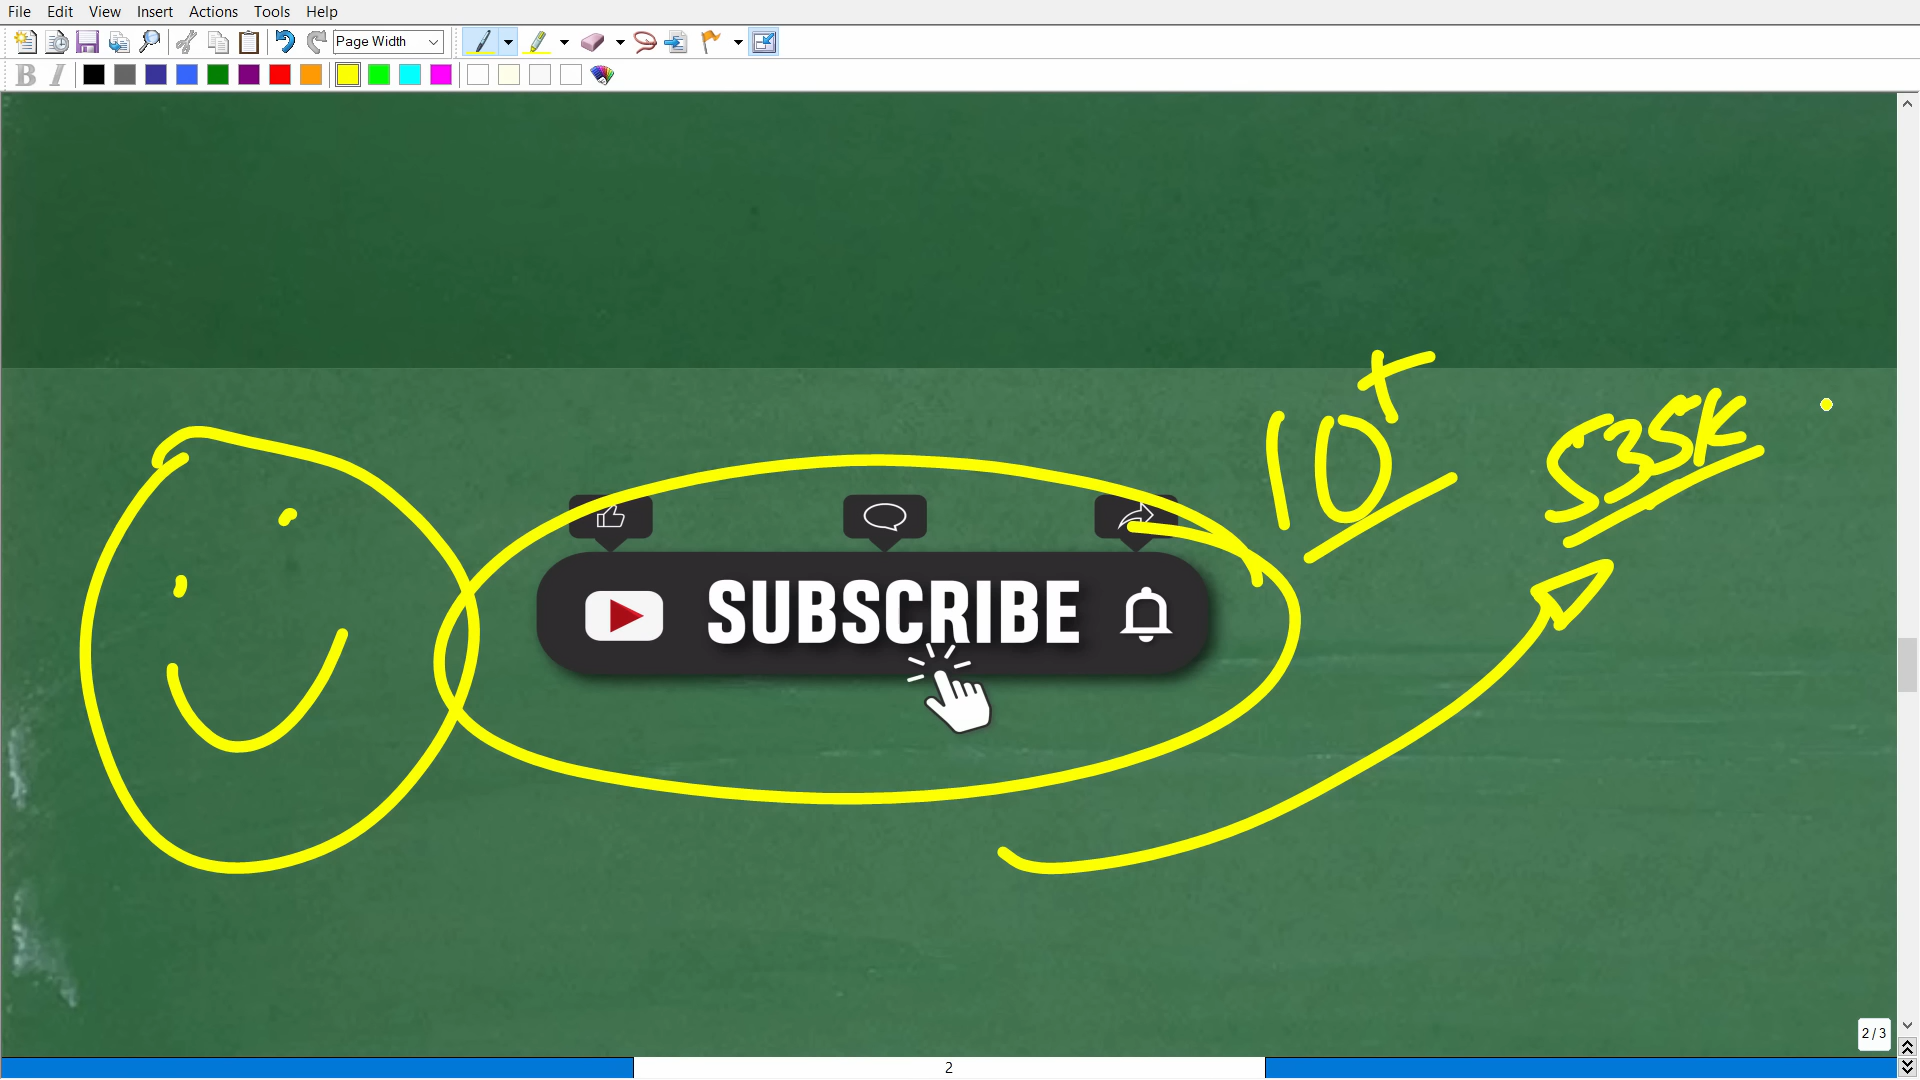 File Edit View Insert Actions Tools Help
Page Width
B I
10+ 535K
SUBSCRIBE
2 / 3
2